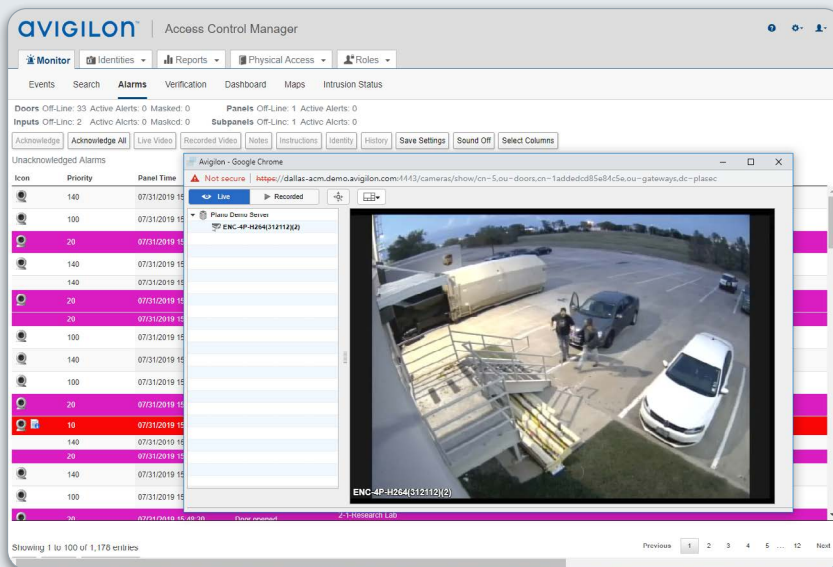 AVIGILON Access Control Manager
Monitor Identities Reports Physical Access Roles
Events Search Alarms Verification Dashboard Maps Intrusion Status
Doors Off-Line: 33 Active Alerts: 0 Masked: 0 Panels Off-Line: 1 Active Alerts: 0
Inputs Off-Line: 2 Active Alerts: 0 Masked: 0 Subpanels Off-Line: 1 Active Alerts: 0
Acknowledge Acknowledge All Live Video Recorded Video Notes Instructions Identity History Save Settings Sound Off Select Columns
Unacknowledged Alarms
Avigilon - Google Chrome
Icon Priority Panel Time
Not secure https://dallas-acm.demo.avigilon.com:4443/cameras/show/cn=5,ou=doors,cn=1addedcd85e84c5e,ou=gateways,dc=plasec
Live Recorded
Plano Demo Server
ENC-4P-H264(312112)(2)
140 07/31/2019 15
100 07/31/2019 15
20 07/31/2019 15
140 07/31/2019 15
140 07/31/2019 15
20 07/31/2019 15
20 07/31/2019 15
100 07/31/2019 15
140 07/31/2019 15
100 07/31/2019 15
20 07/31/2019 15
10 07/31/2019 15
140 07/31/2019 15
20 07/31/2019 15
140 07/31/2019 15
100 07/31/2019 15
ENC-4P-H264(312112)(2)
20 07/31/2019 15:48:20 Door opened 2-1-Research Lab
Showing 1 to 100 of 1,178 entries
Previous 1 2 3 4 5 ... 12 Next